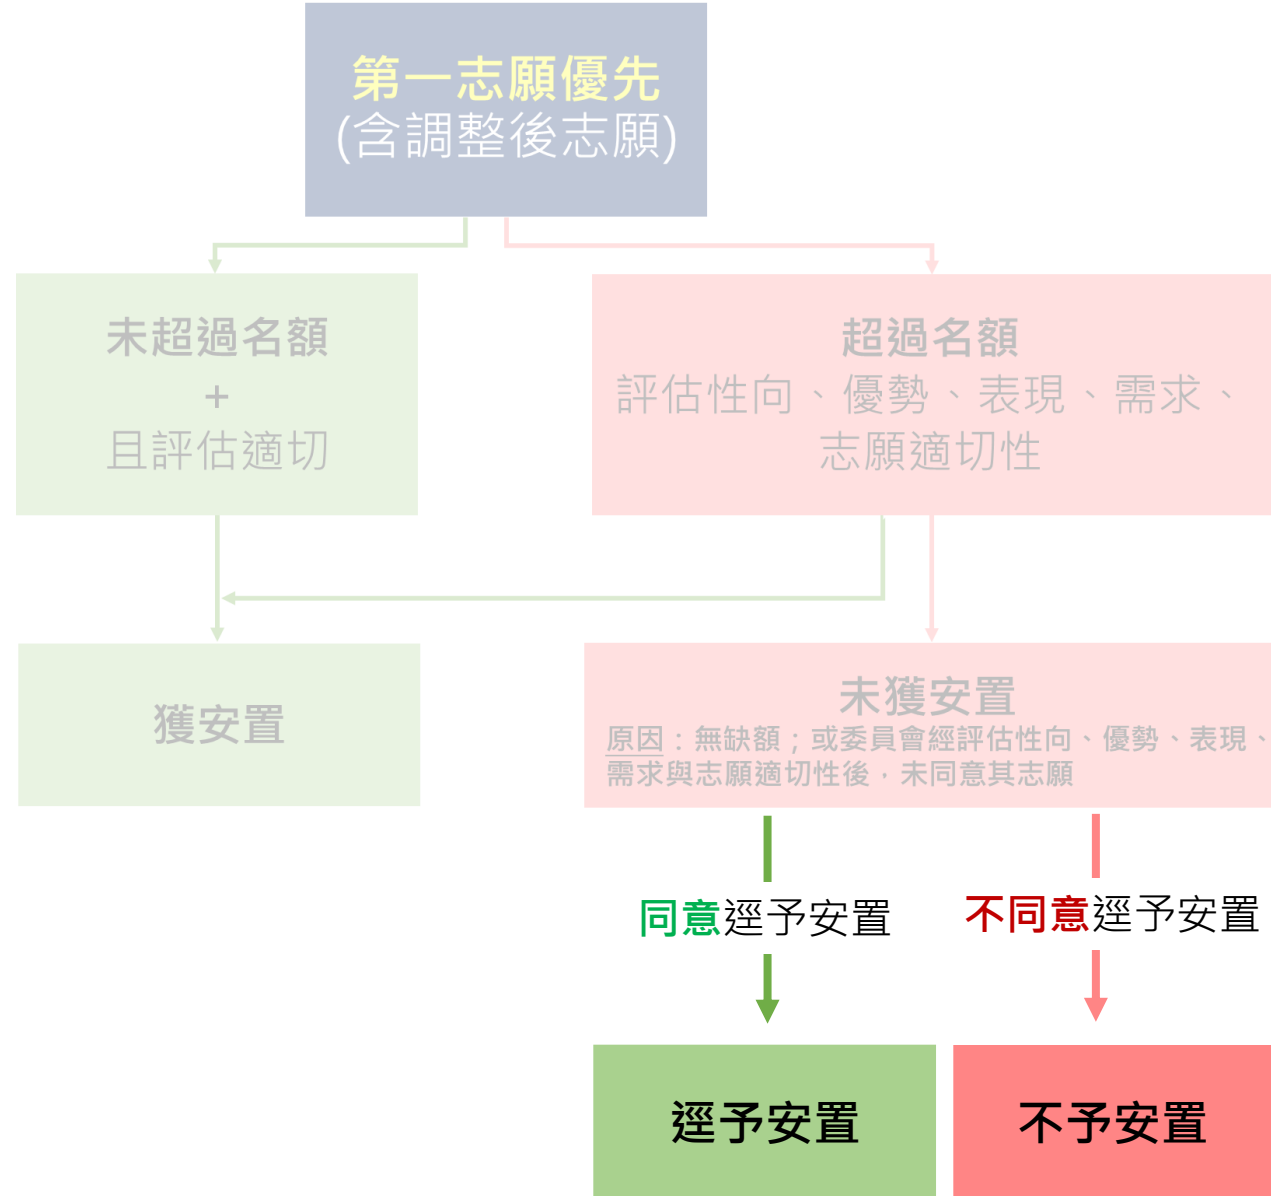 第一志願優先
(含調整後志願)
未超過名額
+
且評估適切
超過名額
評估性向、優勢、表現、需求、
志願適切性
獲安置
未獲安置
原因：無缺額；或委員會經評估性向、優勢、表現、
需求與志願適切性後，未同意其志願
同意逕予安置
不同意逕予安置
逕予安置
不予安置